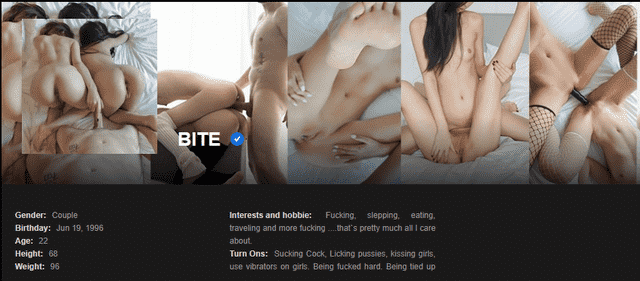 BITE
Gender: Couple
Birthday: Jun 19, 1996
Age: 22
Height: 68
Weight: 96
Interests and hobbie: Fucking, slepping, eating,
traveling and more fucking ....that´s pretty much all I care
about.
Turn Ons: Sucking Cock, Licking pussies, kissing girls,
use vibrators on girls. Being fucked hard. Being tied up